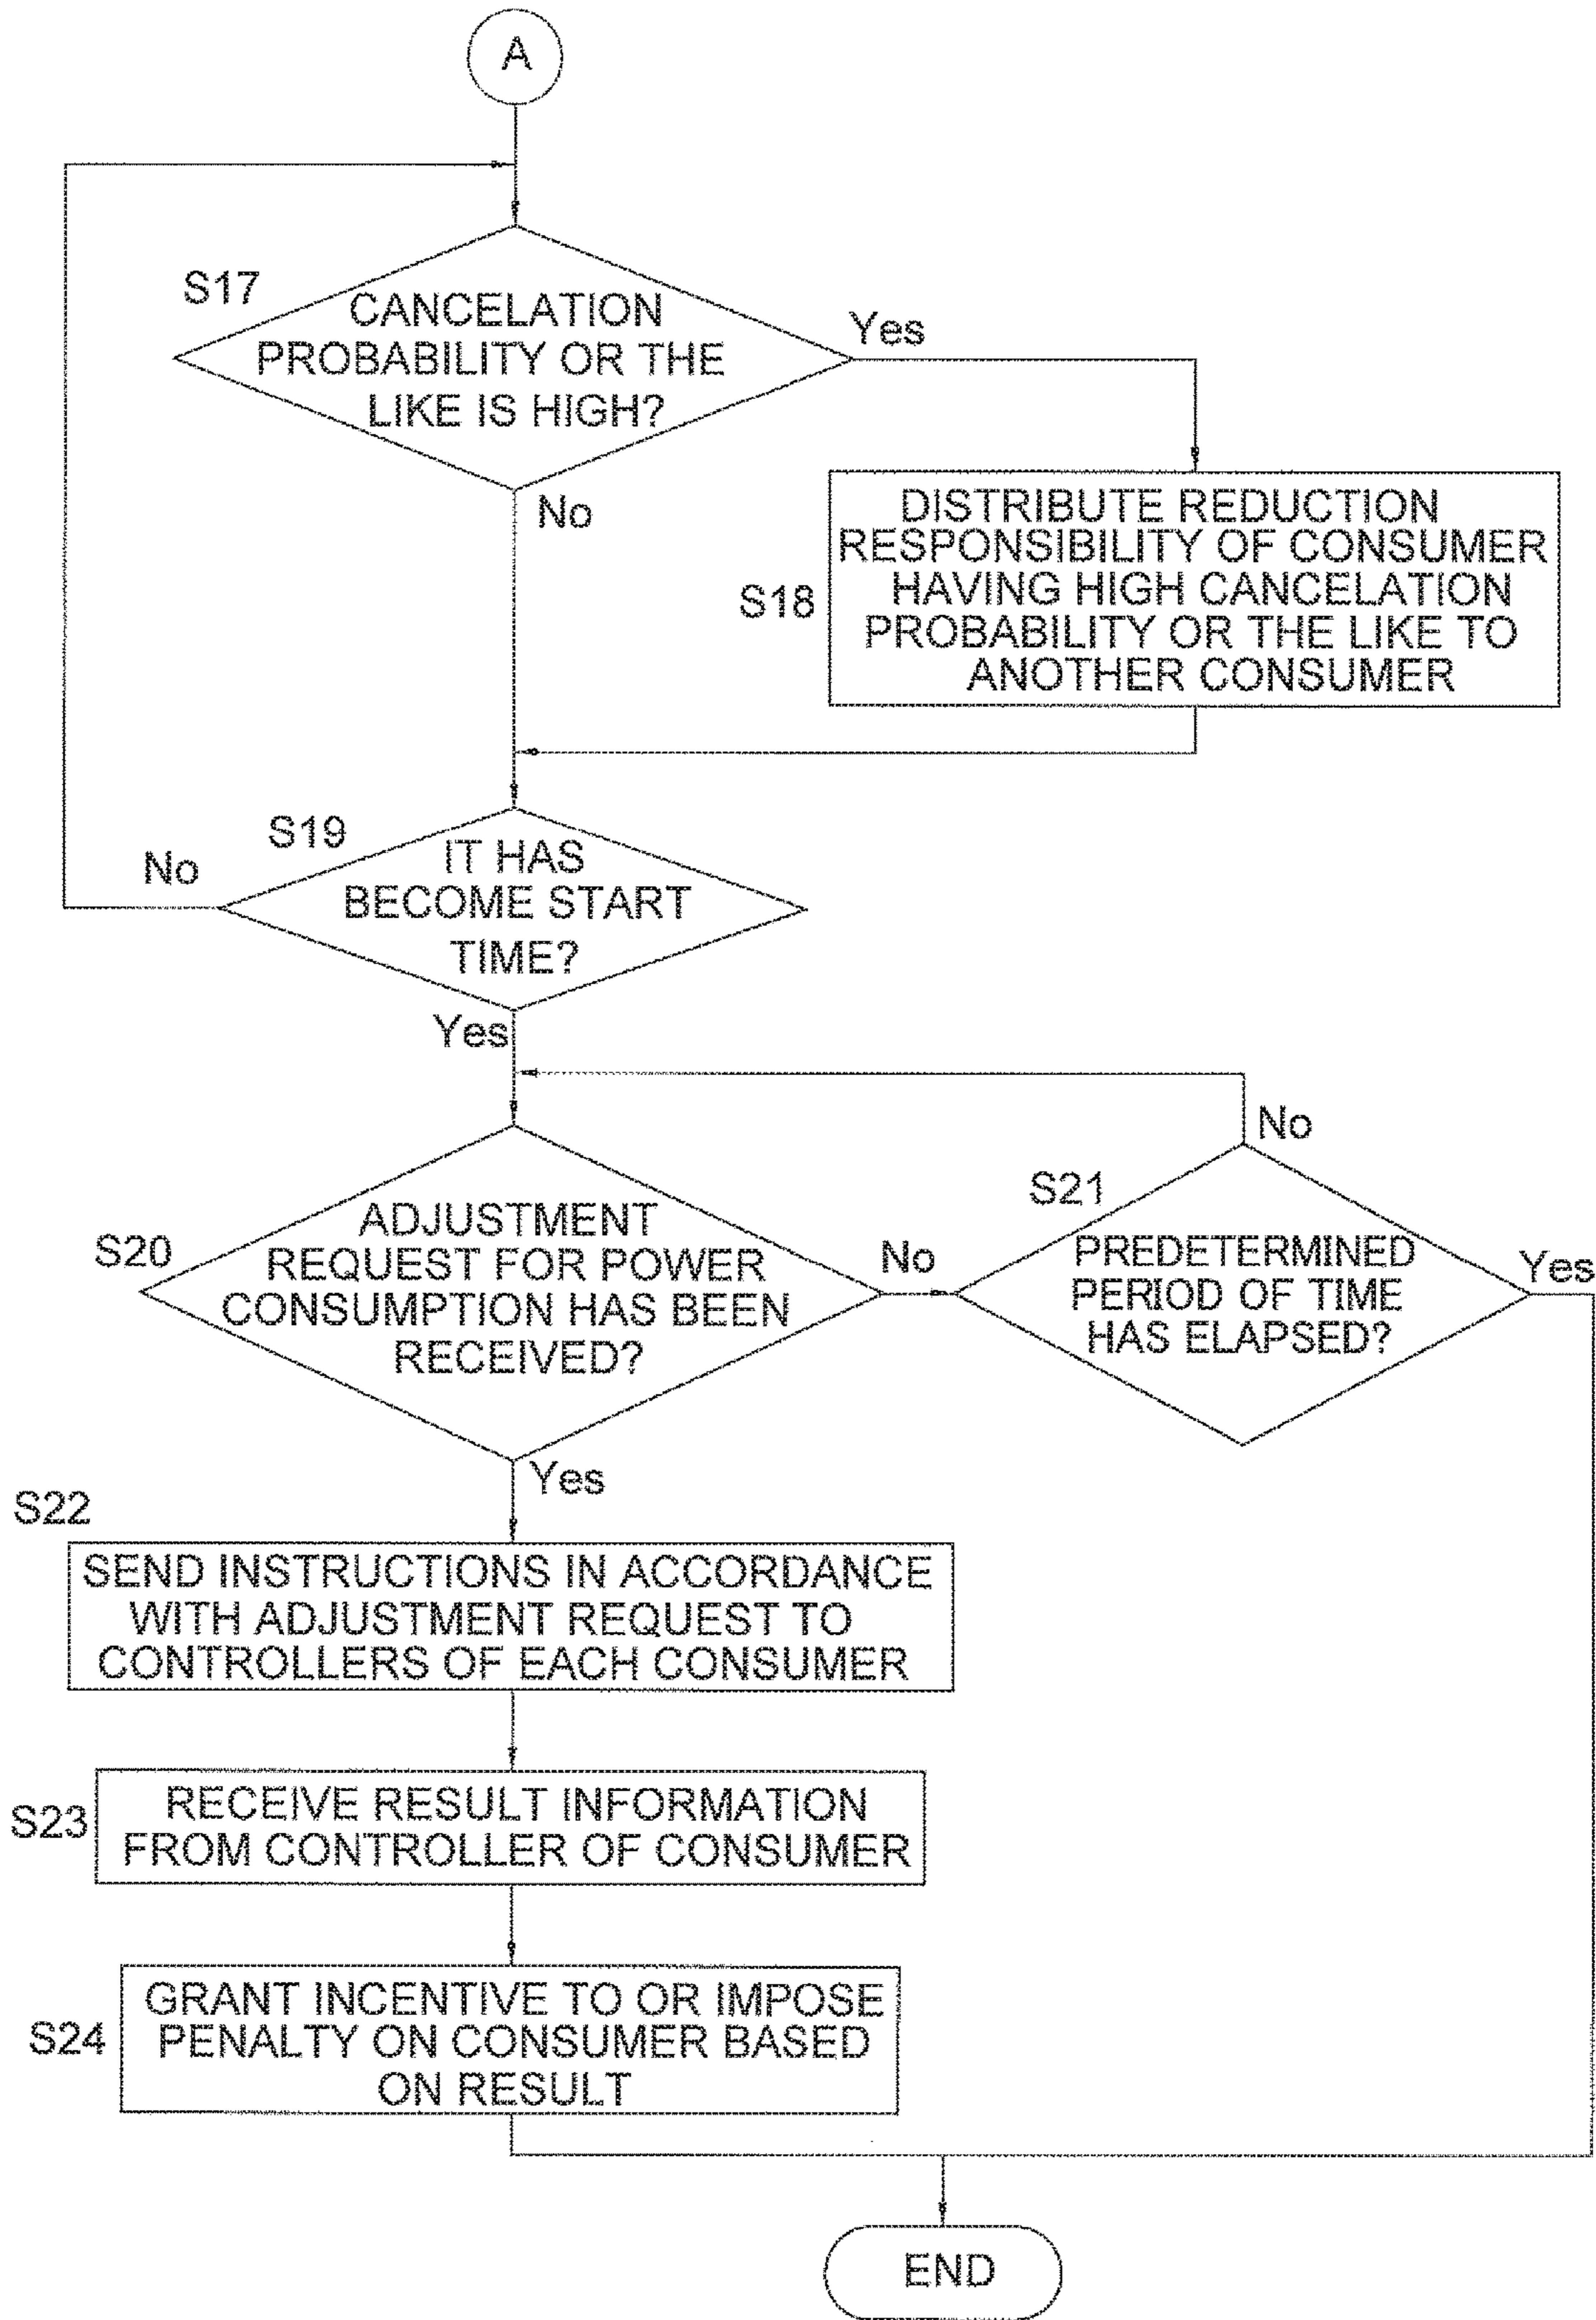 A
S17
CANCELATION
PROBABILITY OR THE
LIKE IS HIGH?
Yes
No
S18
DISTRIBUTE REDUCTION
RESPONSIBILITY OF CONSUMER
HAVING HIGH CANCELATION
PROBABILITY OR THE LIKE TO
ANOTHER CONSUMER
S19
No
IT HAS
BECOME START
TIME?
Yes
S20
ADJUSTMENT
REQUEST FOR POWER
CONSUMPTION HAS BEEN
RECEIVED?
No
Yes
S21
No
PREDETERMINED
PERIOD OF TIME
HAS ELAPSED?
Yes
S22
SEND INSTRUCTIONS IN ACCORDANCE
WITH ADJUSTMENT REQUEST TO
CONTROLLERS OF EACH CONSUMER
S23
RECEIVE RESULT INFORMATION
FROM CONTROLLER OF CONSUMER
S24
GRANT INCENTIVE TO OR IMPOSE
PENALTY ON CONSUMER BASED
ON RESULT
END